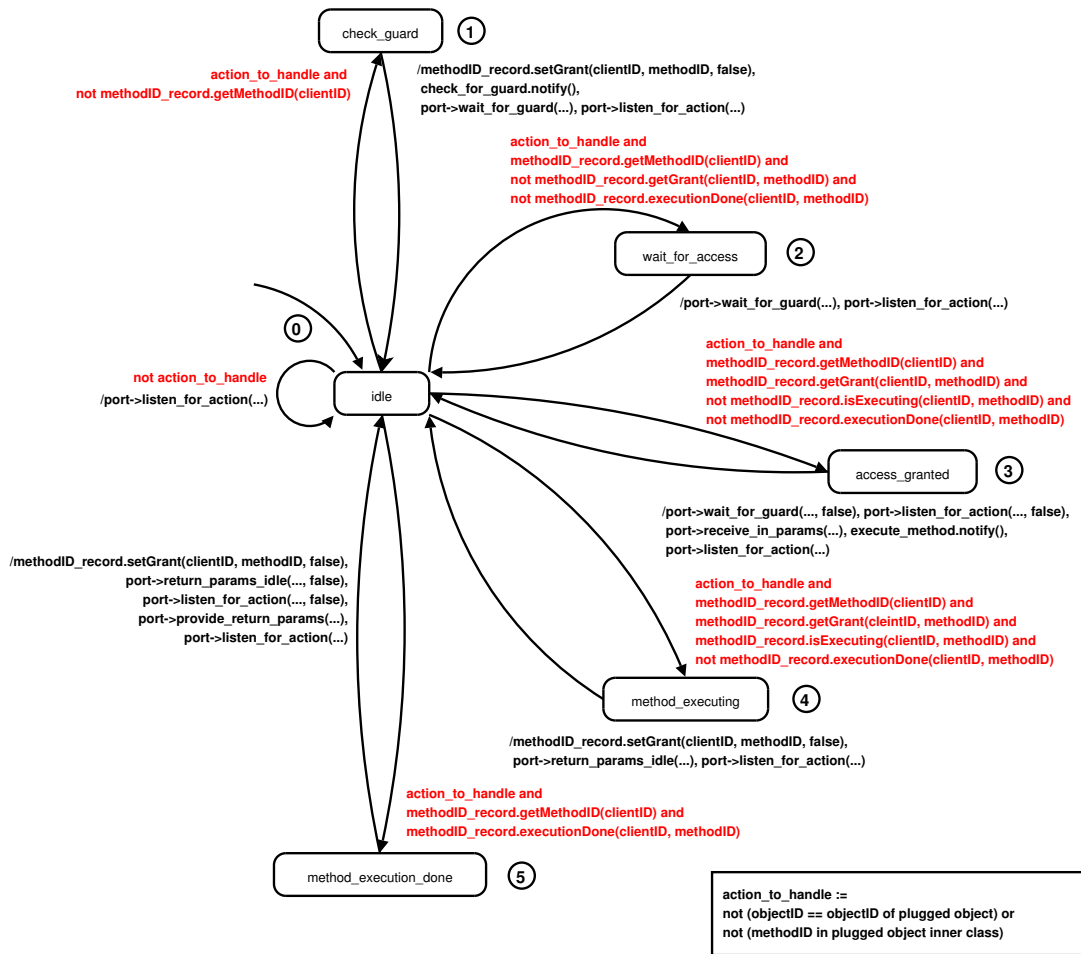 check_guard
1
action_to_handle and
not methodID_record.getMethodID(clientID)
/methodID_record.setGrant(clientID, methodID, false),
check_for_guard.notify(),
port->wait_for_guard(...), port->listen_for_action(...)
action_to_handle and
methodID_record.getMethodID(clientID) and
not methodID_record.getGrant(clientID, methodID) and
not methodID_record.executionDone(clientID, methodID)
wait_for_access
2
/port->wait_for_guard(...), port->listen_for_action(...)
0
not action_to_handle
/port->listen_for_action(...)
idle
action_to_handle and
methodID_record.getMethodID(clientID) and
methodID_record.getGrant(clientID, methodID) and
not methodID_record.isExecuting(clientID, methodID) and
not methodID_record.executionDone(clientID, methodID)
access_granted
3
/port->wait_for_guard(..., false), port->listen_for_action(..., false),
port->receive_in_params(...), execute_method.notify(),
port->listen_for_action(...)
/methodID_record.setGrant(clientID, methodID, false),
port->return_params_idle(..., false),
port->listen_for_action(..., false),
port->provide_return_params(...),
port->listen_for_action(...)
action_to_handle and
methodID_record.getMethodID(clientID) and
methodID_record.getGrant(cleintID, methodID) and
methodID_record.isExecuting(clientID, methodID) and
not methodID_record.executionDone(clientID, methodID)
method_executing
4
/methodID_record.setGrant(clientID, methodID, false),
port->return_params_idle(...), port->listen_for_action(...)
action_to_handle and
methodID_record.getMethodID(clientID) and
methodID_record.executionDone(clientID, methodID)
method_execution_done
5
action_to_handle :=
not (objectID == objectID of plugged object) or
not (methodID in plugged object inner class)